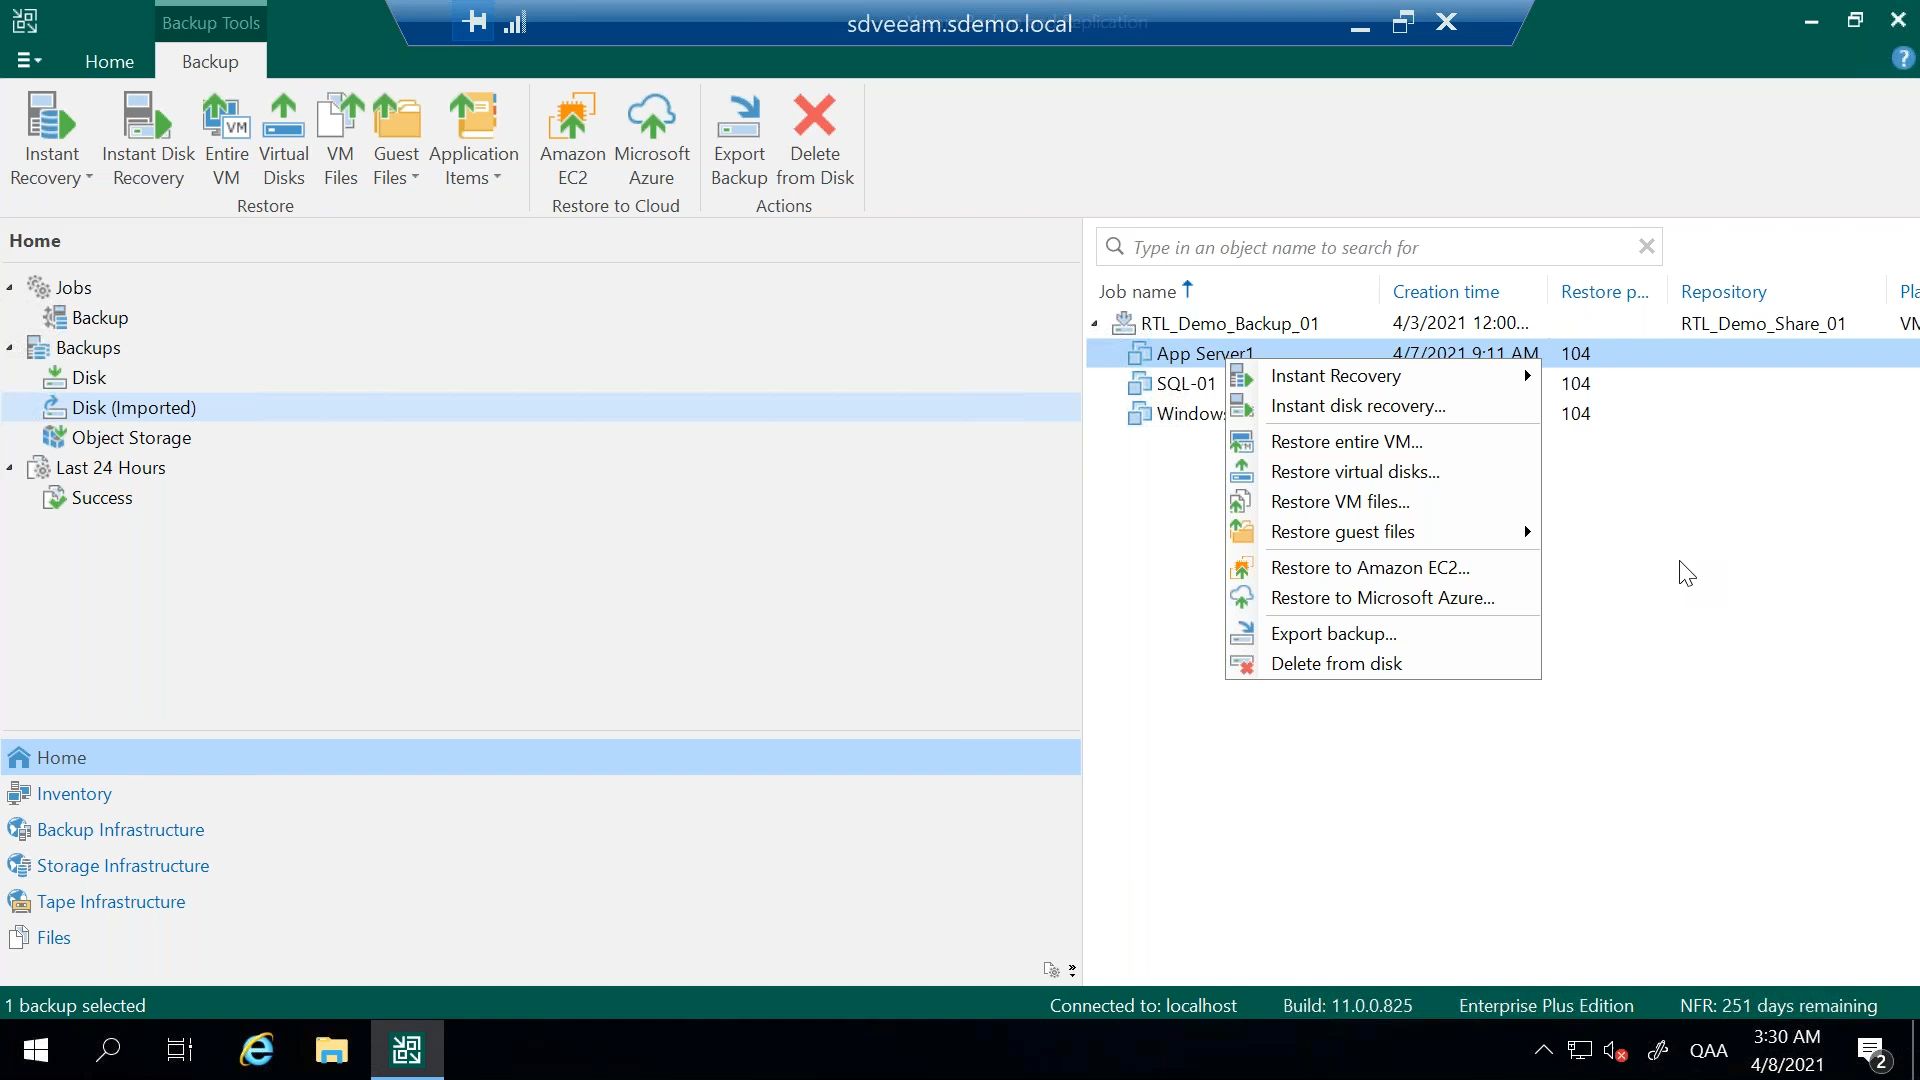 Backup Tools
sdveeam.sdemo.local
Home
Backup
Instant Recovery
Instant Disk Recovery
Entire VM
Virtual Disks
VM Files
Guest Files
Application Items
Amazon EC2
Microsoft Azure
Export Backup
Delete from Disk
Restore
Restore to Cloud
Actions
Home
Type in an object name to search for
Jobs
Backup
Backups
Disk
Disk (Imported)
Object Storage
Last 24 Hours
Success
Job name Creation time Restore p... Repository
RTL_Demo_Backup_01 4/3/2021 12:00... RTL_Demo_Share_01
App Server1 4/7/2021 9:11 AM 104
SQL-01 104
Window 104
Instant Recovery
Instant disk recovery...
Restore entire VM...
Restore virtual disks...
Restore VM files...
Restore guest files
Restore to Amazon EC2...
Restore to Microsoft Azure...
Export backup...
Delete from disk
Home
Inventory
Backup Infrastructure
Storage Infrastructure
Tape Infrastructure
Files
1 backup selected
Connected to: localhost Build: 11.0.0.825 Enterprise Plus Edition NFR: 251 days remaining
QAA
3:30 AM
4/8/2021
2